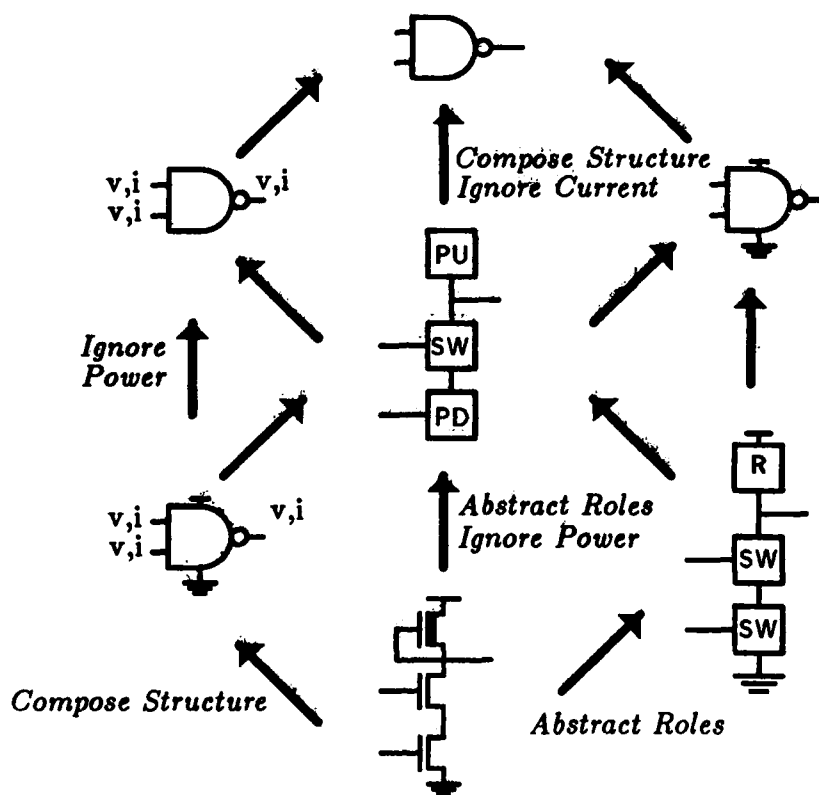 Compose Structure
Ignore Current
v,i
v,i
v,i
PU
SW
PD
Ignore
Power
R
SW
SW
v,i
v,i
v,i
Abstract Roles
Ignore Power
Compose Structure
Abstract Roles